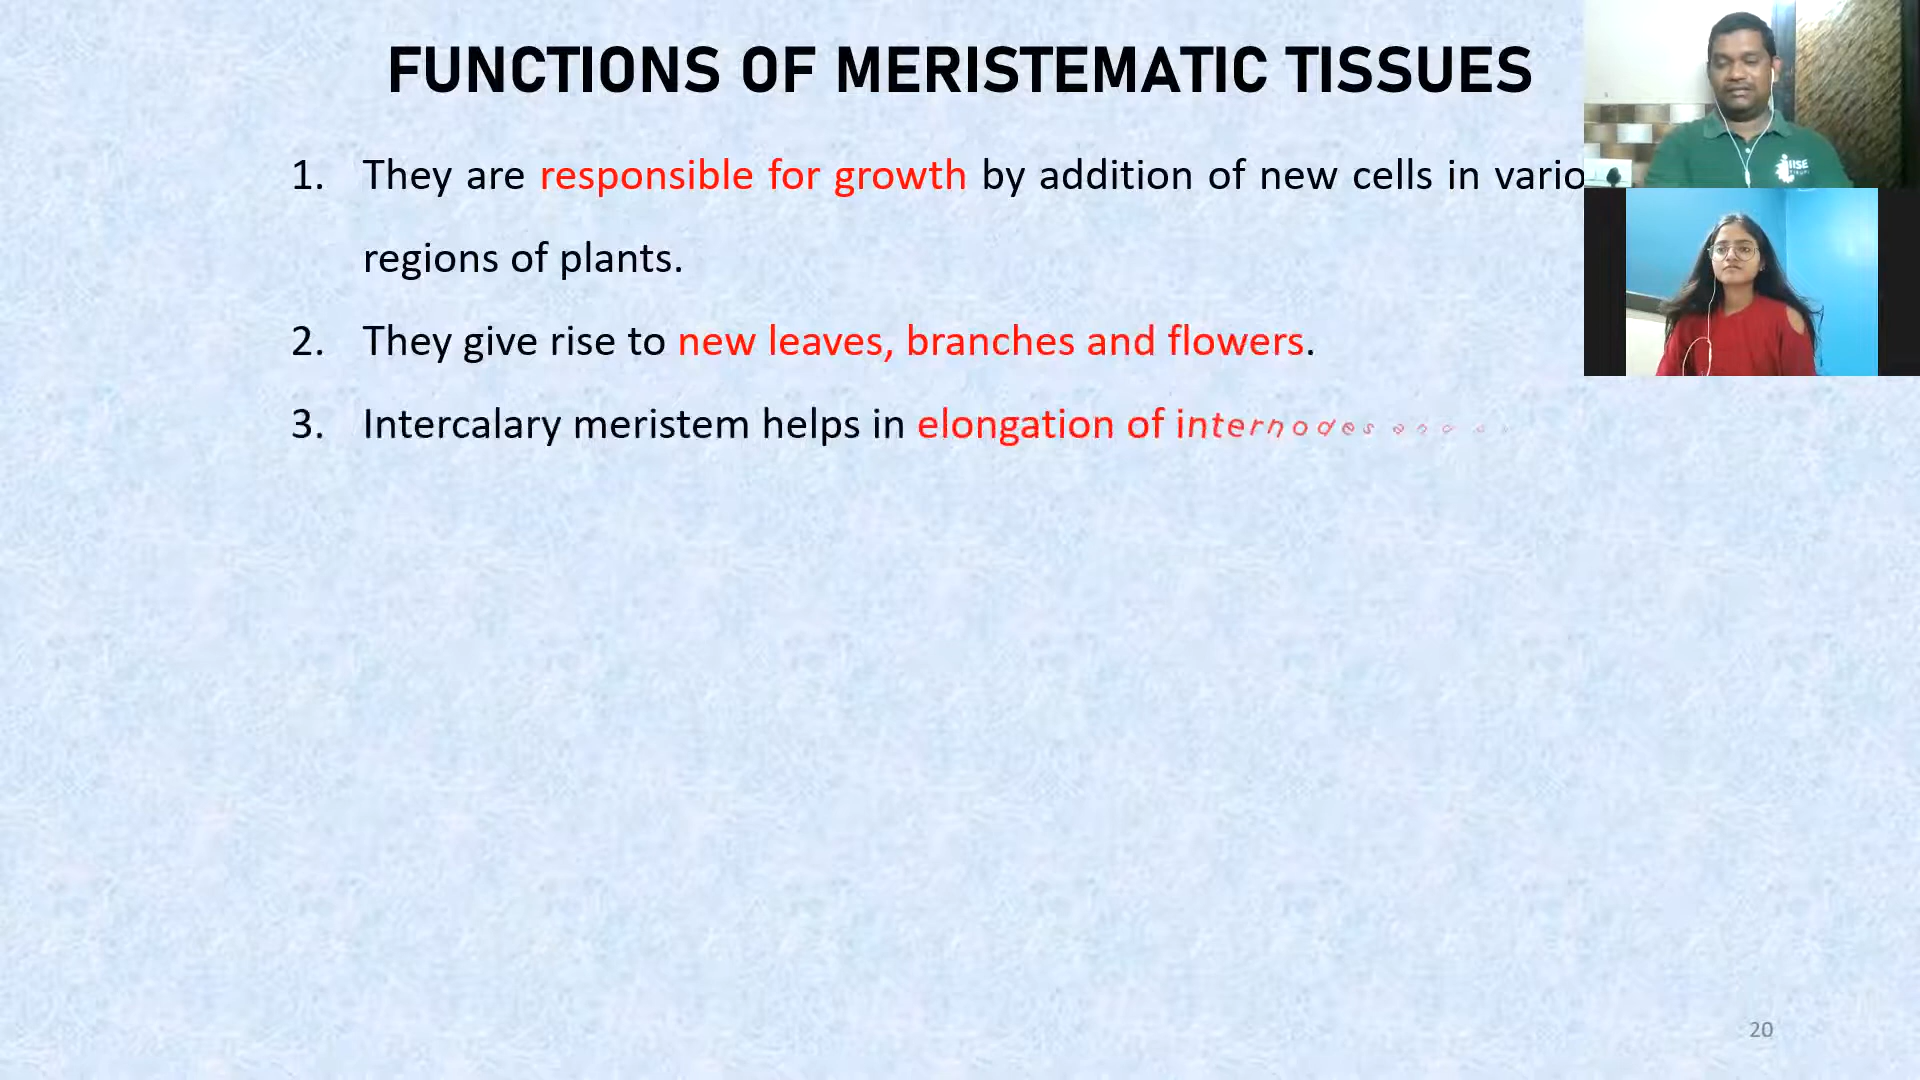 FUNCTIONS OF MERISTEMATIC TISSUES
1. They are responsible for growth by addition of new cells in vario
regions of plants.
2. They give rise to new leaves, branches and flowers.
3. Intercalary meristem helps in elongation of internodes and
IISE
20